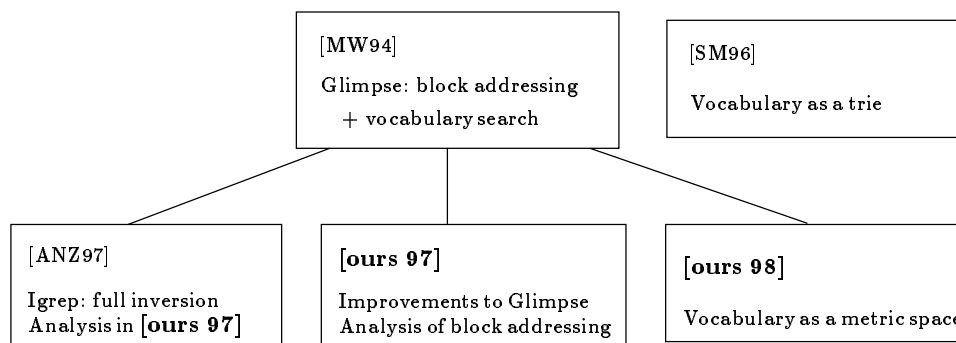 [MW94]
Glimpse: block addressing
+ vocabulary search
[SM96]
Vocabulary as a trie
[ANZ97]
Igrep: full inversion
Analysis in [ours 97]
[ours 97]
Improvements to Glimpse
Analysis of block addressing
[ours 98]
Vocabulary as a metric space